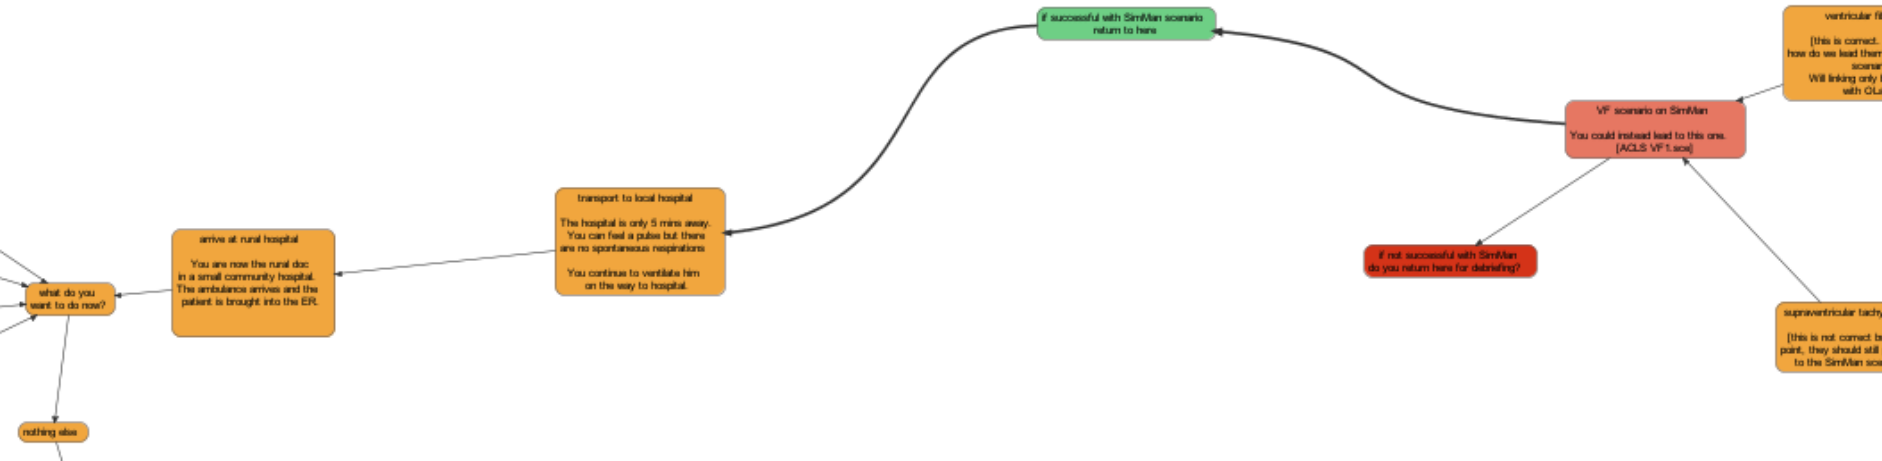 if successful with SimMan scenario
return to here
ventricular
[this is correct.
how do we lead them
Will linking only
VF scenario on SimMan
You could instead lead to this one.
[ACLS VF1.sce]
transport to local hospital
The hospital is only 5 mins away.
You can feel a pulse but there
are no spontaneous respirations
You continue to ventilate him
on the way to hospital.
arrive at rural hospital
You are now the rural doc
in a small community hospital.
The ambulance arrives and the
patient is brought into the ER.
if not successful with SimMan
do you return here for debriefing?
what do you
want to do now?
supraventricular
[this is not correct
point, they should still
to the SimMan
nothing else